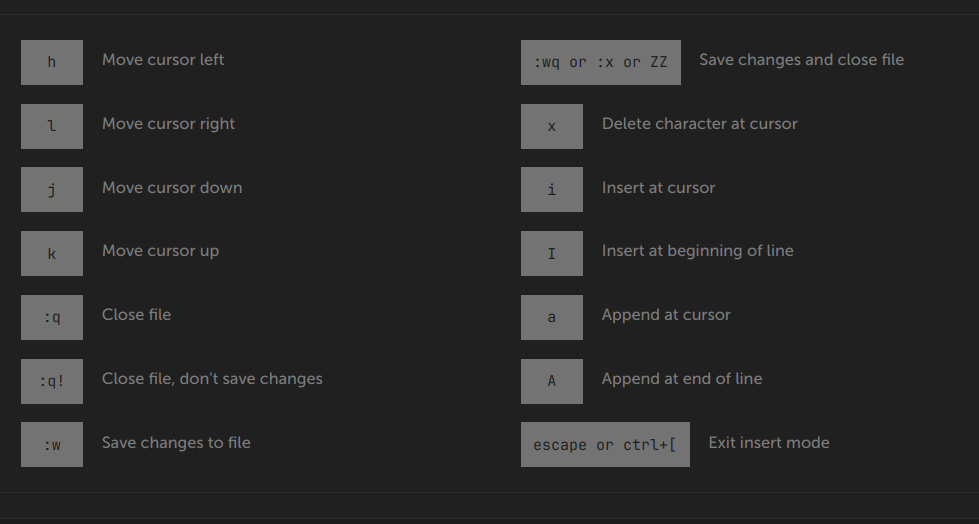 h Move cursor left
l Move cursor right
j Move cursor down
k Move cursor up
:q Close file
:q! Close file, don't save changes
:w Save changes to file
:wq or :x or ZZ Save changes and close file
x Delete character at cursor
i Insert at cursor
I Insert at beginning of line
a Append at cursor
A Append at end of line
escape or ctrl+[ Exit insert mode